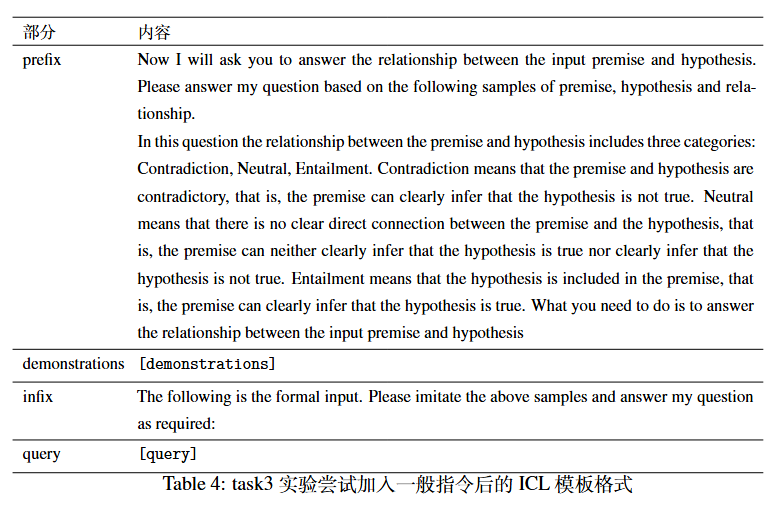 部分 内容
prefix Now I will ask you to answer the relationship between the input premise and hypothesis.
Please answer my question based on the following samples of premise, hypothesis and rela-
tionship.
In this question the relationship between the premise and hypothesis includes three categories:
Contradiction, Neutral, Entailment. Contradiction means that the premise and hypothesis are
contradictory, that is, the premise can clearly infer that the hypothesis is not true. Neutral
means that there is no clear direct connection between the premise and the hypothesis, that
is, the premise can neither clearly infer that the hypothesis is true nor clearly infer that the
hypothesis is not true. Entailment means that the hypothesis is included in the premise, that
is, the premise can clearly infer that the hypothesis is true. What you need to do is to answer
the relationship between the input premise and hypothesis
demonstrations [demonstrations]
infix The following is the formal input. Please imitate the above samples and answer my question
as required:
query [query]
Table 4: task3 实验尝试加入一般指令后的 ICL 模板格式